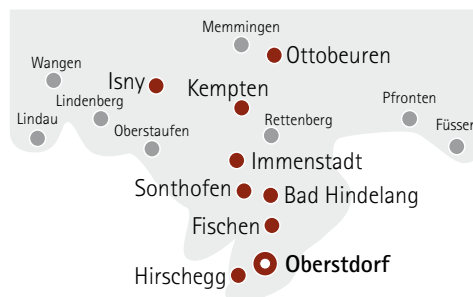 Memmingen
Ottobeuren
Wangen
Isny
Kempten
Lindenberg
Pfronten
Lindau
Oberstaufen
Rettenberg
Füssen
Immenstadt
Sonthofen
Bad Hindelang
Fischen
Oberstdorf
Hirschegg